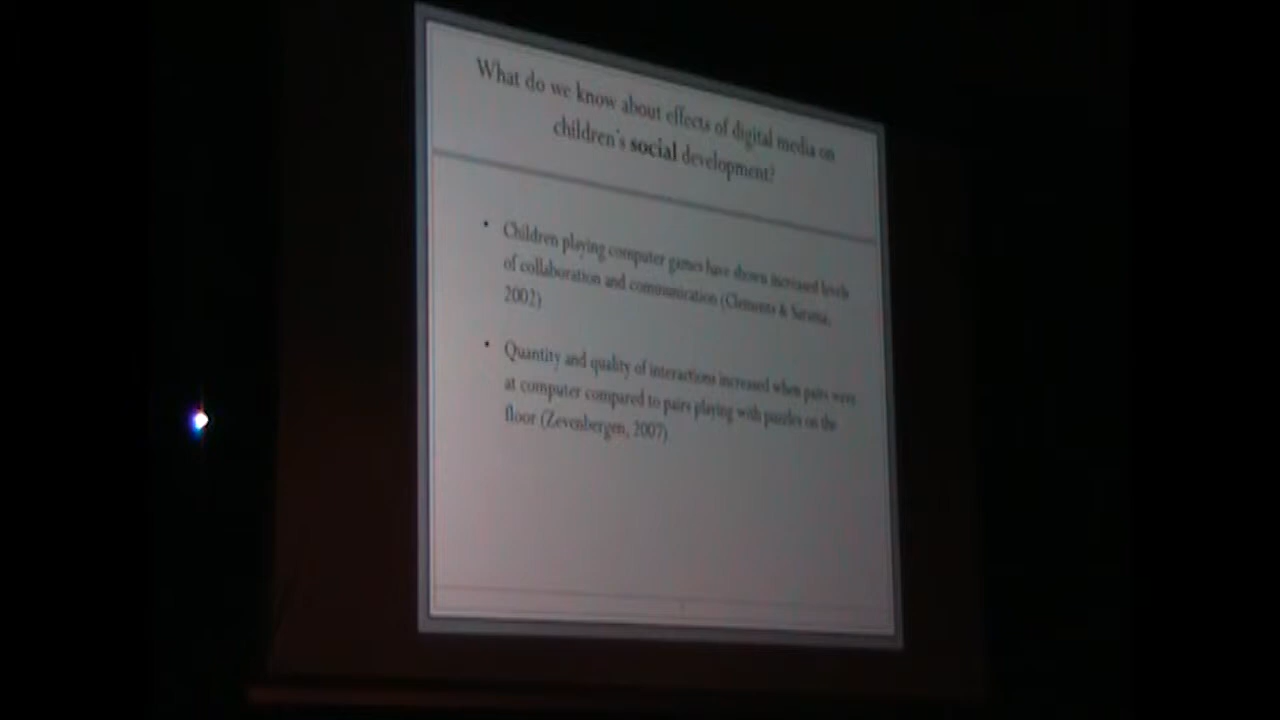 What do we know about effects of digital media on
children's social development?
• Children playing computer games have shown increased levels
of collaboration and communication (Clements & Sarama,
2002)
• Quantity and quality of interactions increased when pairs were
at computer compared to pairs playing with puzzles on the
floor (Zevenbergen, 2007)